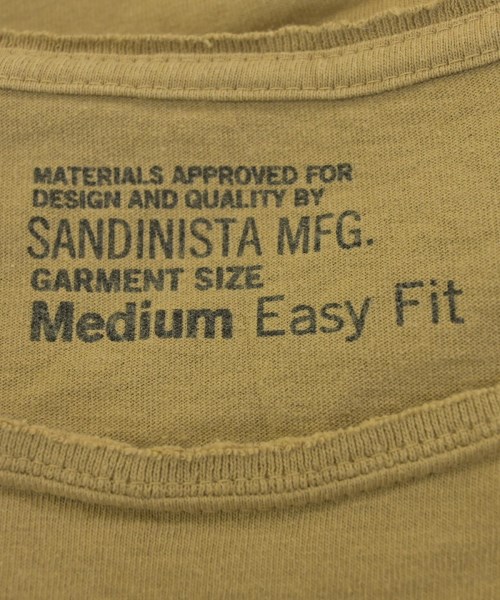 MATERIALS APPROVED FOR
DESIGN AND QUALITY BY
SANDINISTA MFG.
GARMENT SIZE
Medium Easy Fit